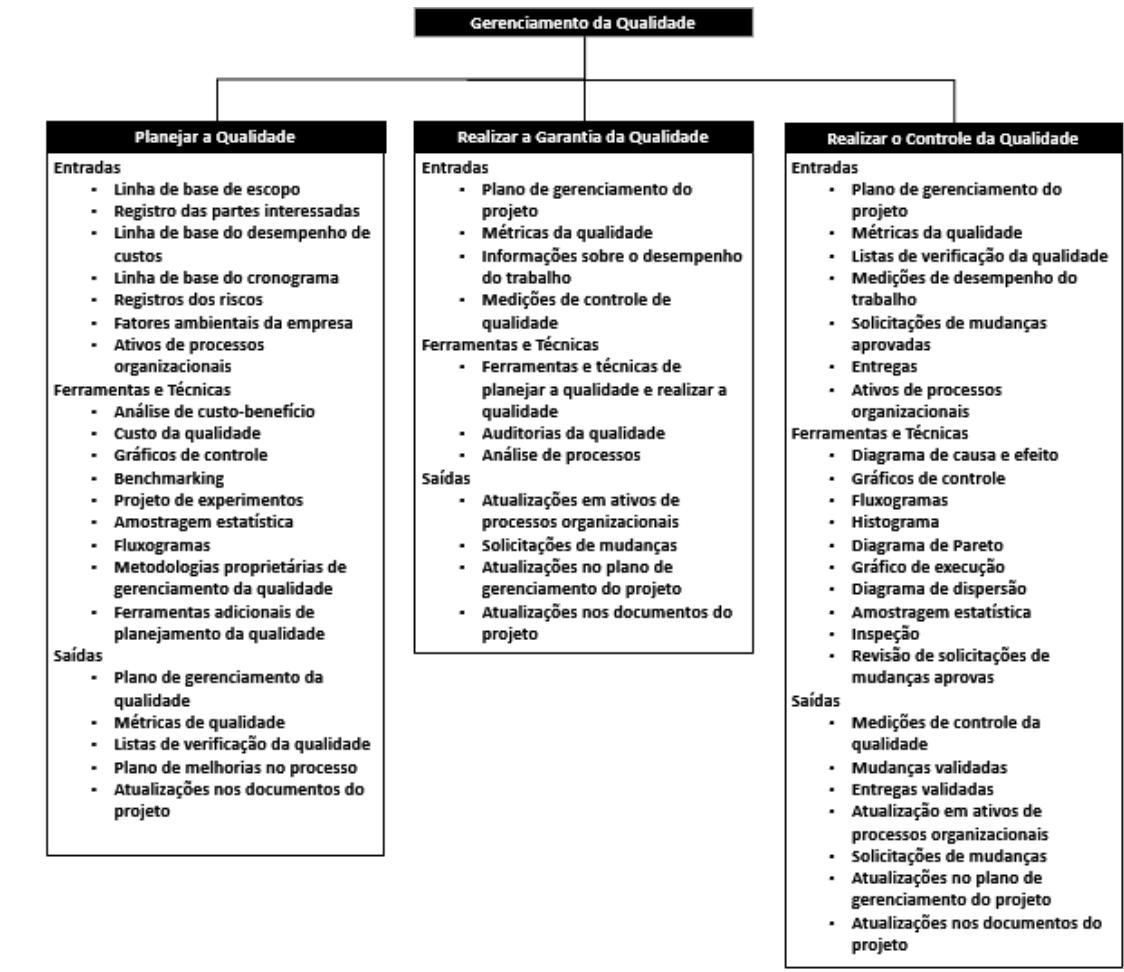 Gerenciamento da Qualidade
Planejar a Qualidade
Entradas
▪ Linha de base de escopo
▪ Registro das partes interessadas
▪ Linha de base do desempenho de
custos
▪ Linha de base do cronograma
▪ Registros dos riscos
▪ Fatores ambientais da empresa
▪ Ativos de processos
organizacionais
Ferramentas e Técnicas
▪ Análise de custo-benefício
▪ Custo da qualidade
▪ Gráficos de controle
▪ Benchmarking
▪ Projeto de experimentos
▪ Amostragem estatística
▪ Fluxogramas
▪ Metodologias proprietárias de
gerenciamento da qualidade
▪ Ferramentas adicionais de
planejamento da qualidade
Saídas
▪ Plano de gerenciamento da
qualidade
▪ Métricas de qualidade
▪ Listas de verificação da qualidade
▪ Plano de melhorias no processo
▪ Atualizações nos documentos do
projeto
Realizar a Garantia da Qualidade
Entradas
▪ Plano de gerenciamento do
projeto
▪ Métricas da qualidade
▪ Informações sobre o desempenho
do trabalho
▪ Medições de controle de
qualidade
Ferramentas e Técnicas
▪ Ferramentas e técnicas de
planejar a qualidade e realizar a
qualidade
▪ Auditorias da qualidade
▪ Análise de processos
Saídas
▪ Atualizações em ativos de
processos organizacionais
▪ Solicitações de mudanças
▪ Atualizações no plano de
gerenciamento do projeto
▪ Atualizações nos documentos do
projeto
Realizar o Controle da Qualidade
Entradas
▪ Plano de gerenciamento do
projeto
▪ Métricas da qualidade
▪ Listas de verificação da qualidade
▪ Medições de desempenho do
trabalho
▪ Solicitações de mudanças
aprovadas
▪ Entregas
▪ Ativos de processos
organizacionais
Ferramentas e Técnicas
▪ Diagrama de causa e efeito
▪ Gráficos de controle
▪ Fluxogramas
▪ Histograma
▪ Diagrama de Pareto
▪ Gráfico de execução
▪ Diagrama de dispersão
▪ Amostragem estatística
▪ Inspeção
▪ Revisão de solicitações de
mudanças aprovas
Saídas
▪ Medições de controle da
qualidade
▪ Mudanças validadas
▪ Entregas validadas
▪ Atualização em ativos de
processos organizacionais
▪ Solicitações de mudanças
▪ Atualizações no plano de
gerenciamento do projeto
▪ Atualizações nos documentos do
projeto